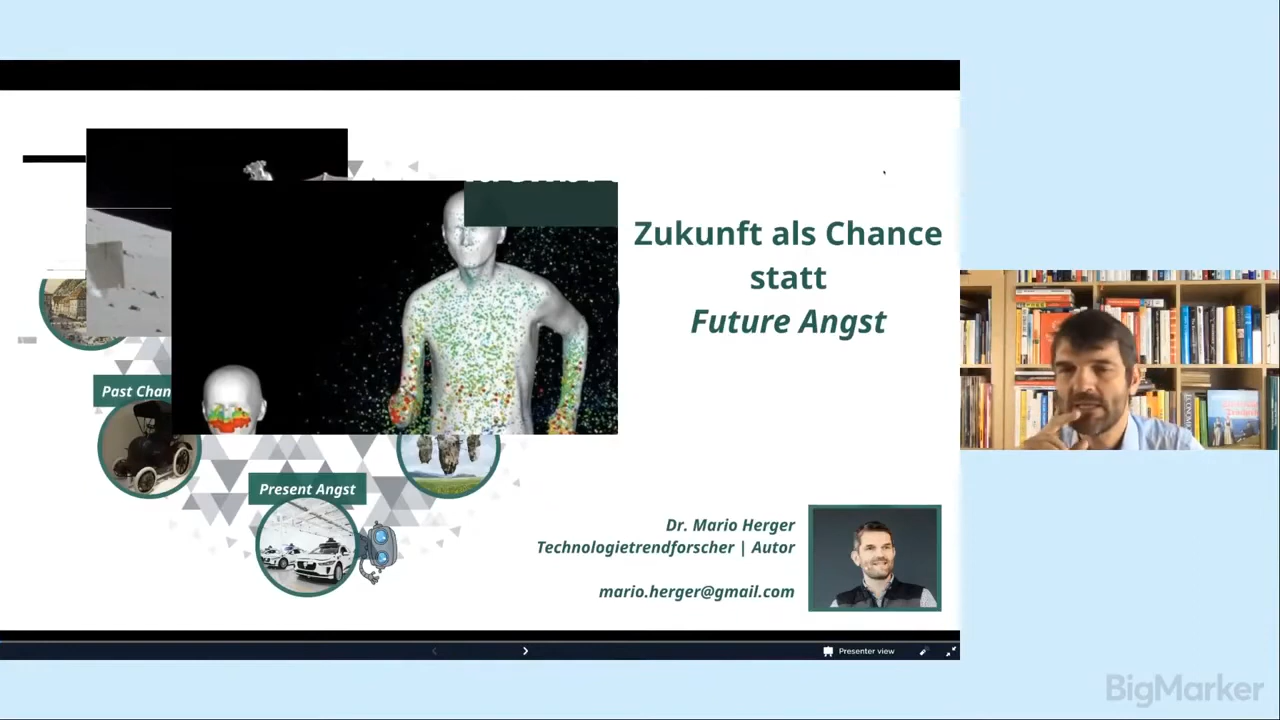 Zukunft als Chance
statt
Future Angst
Past Chan
Present Angst
Dr. Mario Herger
Technologietrendforscher | Autor
mario.herger@gmail.com
Presenter view
BigMarker